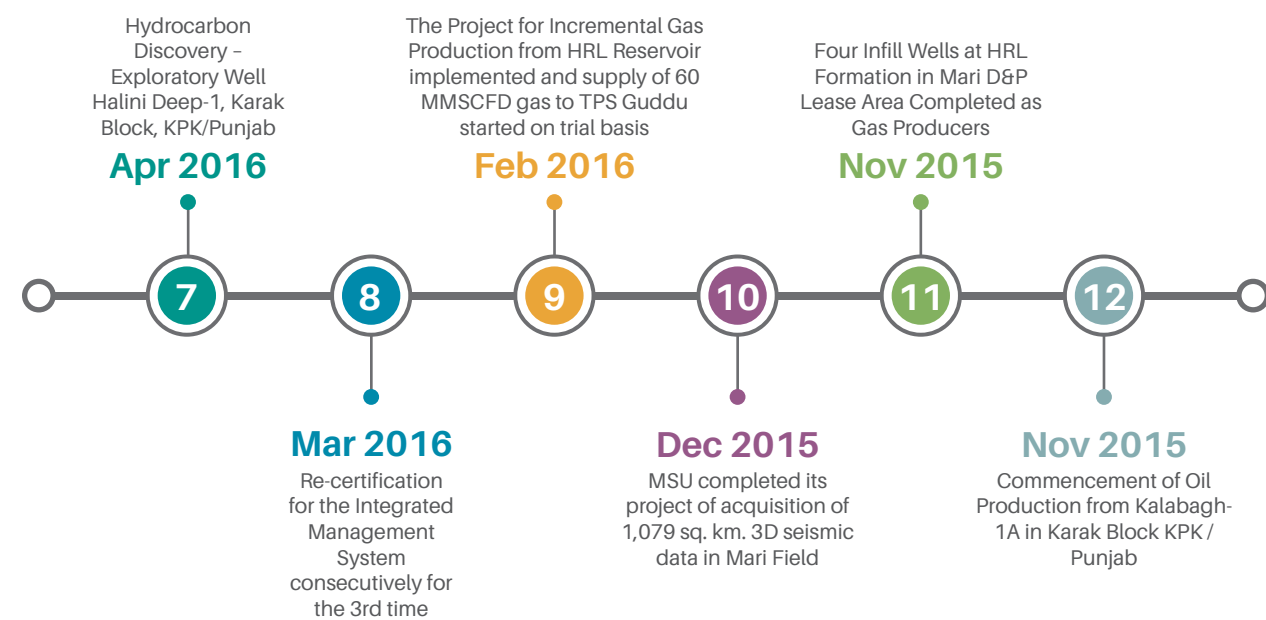 Hydrocarbon
Discovery –
Exploratory Well
Halini Deep-1, Karak
Block, KPK/Punjab
Apr 2016
7
8
Mar 2016
Re-certification
for the Integrated
Management
System
consecutively for
the 3rd time
The Project for Incremental Gas
Production from HRL Reservoir
implemented and supply of 60
MMSCFD gas to TPS Guddu
started on trial basis
Feb 2016
9
10
Dec 2015
MSU completed its
project of acquisition of
1,079 sq. km. 3D seismic
data in Mari Field
Four Infill Wells at HRL
Formation in Mari D&P
Lease Area Completed as
Gas Producers
Nov 2015
11
12
Nov 2015
Commencement of Oil
Production from Kalabagh-
1A in Karak Block KPK /
Punjab